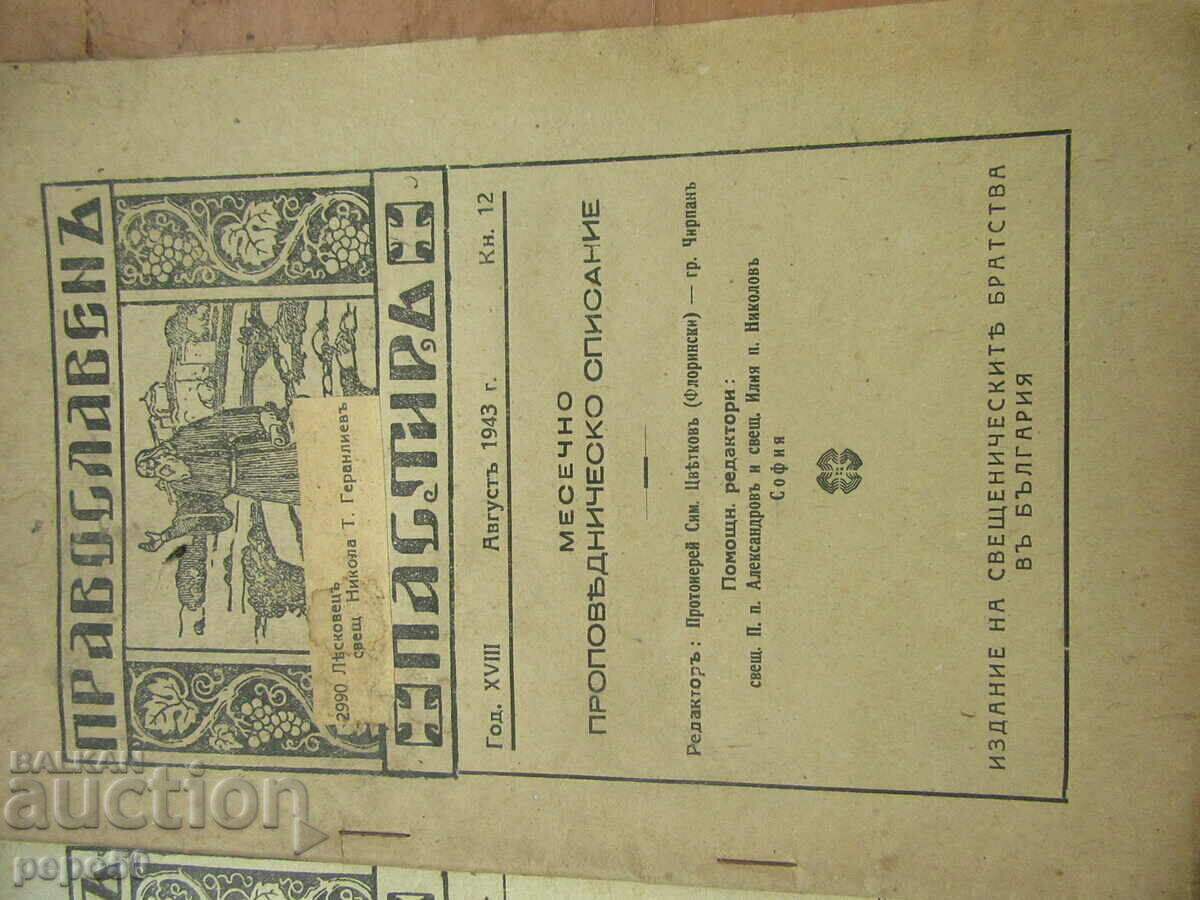 ПРАВОСЛАВЕНЪ
2990 Лѣсковецъ
свещ Никола Т. Геранлиевъ
ПАСТИРЪ
Год. XVIII Августъ 1943 г. Кн. 12
МЕСЕЧНО
ПРОПОВѢДНИЧЕСКО СПИСАНИЕ
Редакторъ: Протоиерей Сим. Цвѣтковъ (Флорински) — гр. Чирпанъ
Помощн. редактори:
свещ. П. п. Александровъ и свещ. Илия п. Николовъ
София
ИЗДАНИЕ НА СВЕЩЕНИЧЕСКИТѢ БРАТСТВА
ВЪ БЪЛГАРИЯ
BALKAN
auction
pepe59